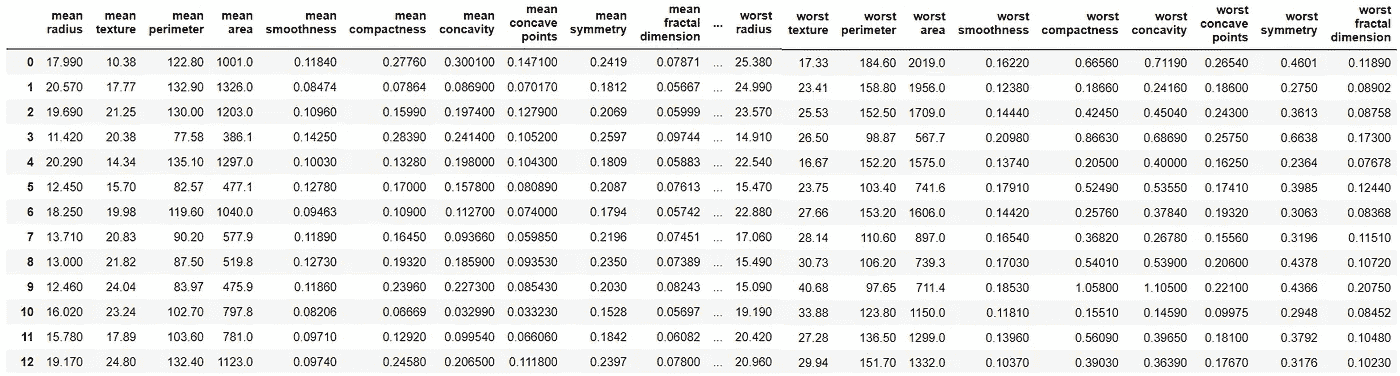 mean radius mean texture mean perimeter mean area mean smoothness mean compactness mean concavity mean concave points mean symmetry mean fractal dimension ... worst radius worst texture worst perimeter worst area worst smoothness worst compactness worst concavity worst concave points worst symmetry worst fractal dimension
0 17.990 10.38 122.80 1001.0 0.11840 0.27760 0.300100 0.147100 0.2419 0.07871 ... 25.380 17.33 184.60 2019.0 0.16220 0.66560 0.71190 0.26540 0.4601 0.11890
1 20.570 17.77 132.90 1326.0 0.08474 0.07864 0.086900 0.070170 0.1812 0.05667 ... 24.990 23.41 158.80 1956.0 0.12380 0.18660 0.24160 0.18600 0.2750 0.08902
2 19.690 21.25 130.00 1203.0 0.10960 0.15990 0.197400 0.127900 0.2069 0.05999 ... 23.570 25.53 152.50 1709.0 0.14440 0.42450 0.45040 0.24300 0.3613 0.08758
3 11.420 20.38 77.58 386.1 0.14250 0.28390 0.241400 0.105200 0.2597 0.09744 ... 14.910 26.50 98.87 567.7 0.20980 0.86630 0.68690 0.25750 0.6638 0.17300
4 20.290 14.34 135.10 1297.0 0.10030 0.13280 0.198000 0.104300 0.1809 0.05883 ... 22.540 16.67 152.20 1575.0 0.13740 0.20500 0.40000 0.16250 0.2364 0.07678
5 12.450 15.70 82.57 477.1 0.12780 0.17000 0.157800 0.080890 0.2087 0.07613 ... 15.470 23.75 103.40 741.6 0.17910 0.52490 0.53550 0.17410 0.3985 0.12440
6 18.250 19.98 119.60 1040.0 0.09463 0.10900 0.112700 0.074000 0.1794 0.05742 ... 22.880 27.66 153.20 1606.0 0.14420 0.25760 0.37840 0.19320 0.3063 0.08368
7 13.710 20.83 90.20 577.9 0.11890 0.16450 0.093660 0.059850 0.2196 0.07451 ... 17.060 28.14 110.60 897.0 0.16540 0.36820 0.26780 0.15560 0.3196 0.11510
8 13.000 21.82 87.50 519.8 0.12730 0.19320 0.185900 0.093530 0.2350 0.07389 ... 15.490 30.73 106.20 739.3 0.17030 0.54010 0.53900 0.20600 0.4378 0.10720
9 12.460 24.04 83.97 475.9 0.11860 0.23960 0.227300 0.085430 0.2030 0.08243 ... 15.090 40.68 97.65 711.4 0.18530 1.05800 1.10500 0.22100 0.4366 0.20750
10 16.020 23.24 102.70 797.8 0.08206 0.06669 0.032990 0.033230 0.1528 0.05697 ... 19.190 33.88 123.80 1150.0 0.11810 0.15510 0.14590 0.09975 0.2948 0.08452
11 15.780 17.89 103.60 781.0 0.09710 0.12920 0.099540 0.066060 0.1842 0.06082 ... 20.420 27.28 136.50 1299.0 0.13960 0.56090 0.39650 0.18100 0.3792 0.10480
12 19.170 24.80 132.40 1123.0 0.09740 0.24580 0.206500 0.111800 0.2397 0.07800 ... 20.960 29.94 151.70 1332.0 0.10370 0.39030 0.36390 0.17670 0.3176 0.10230